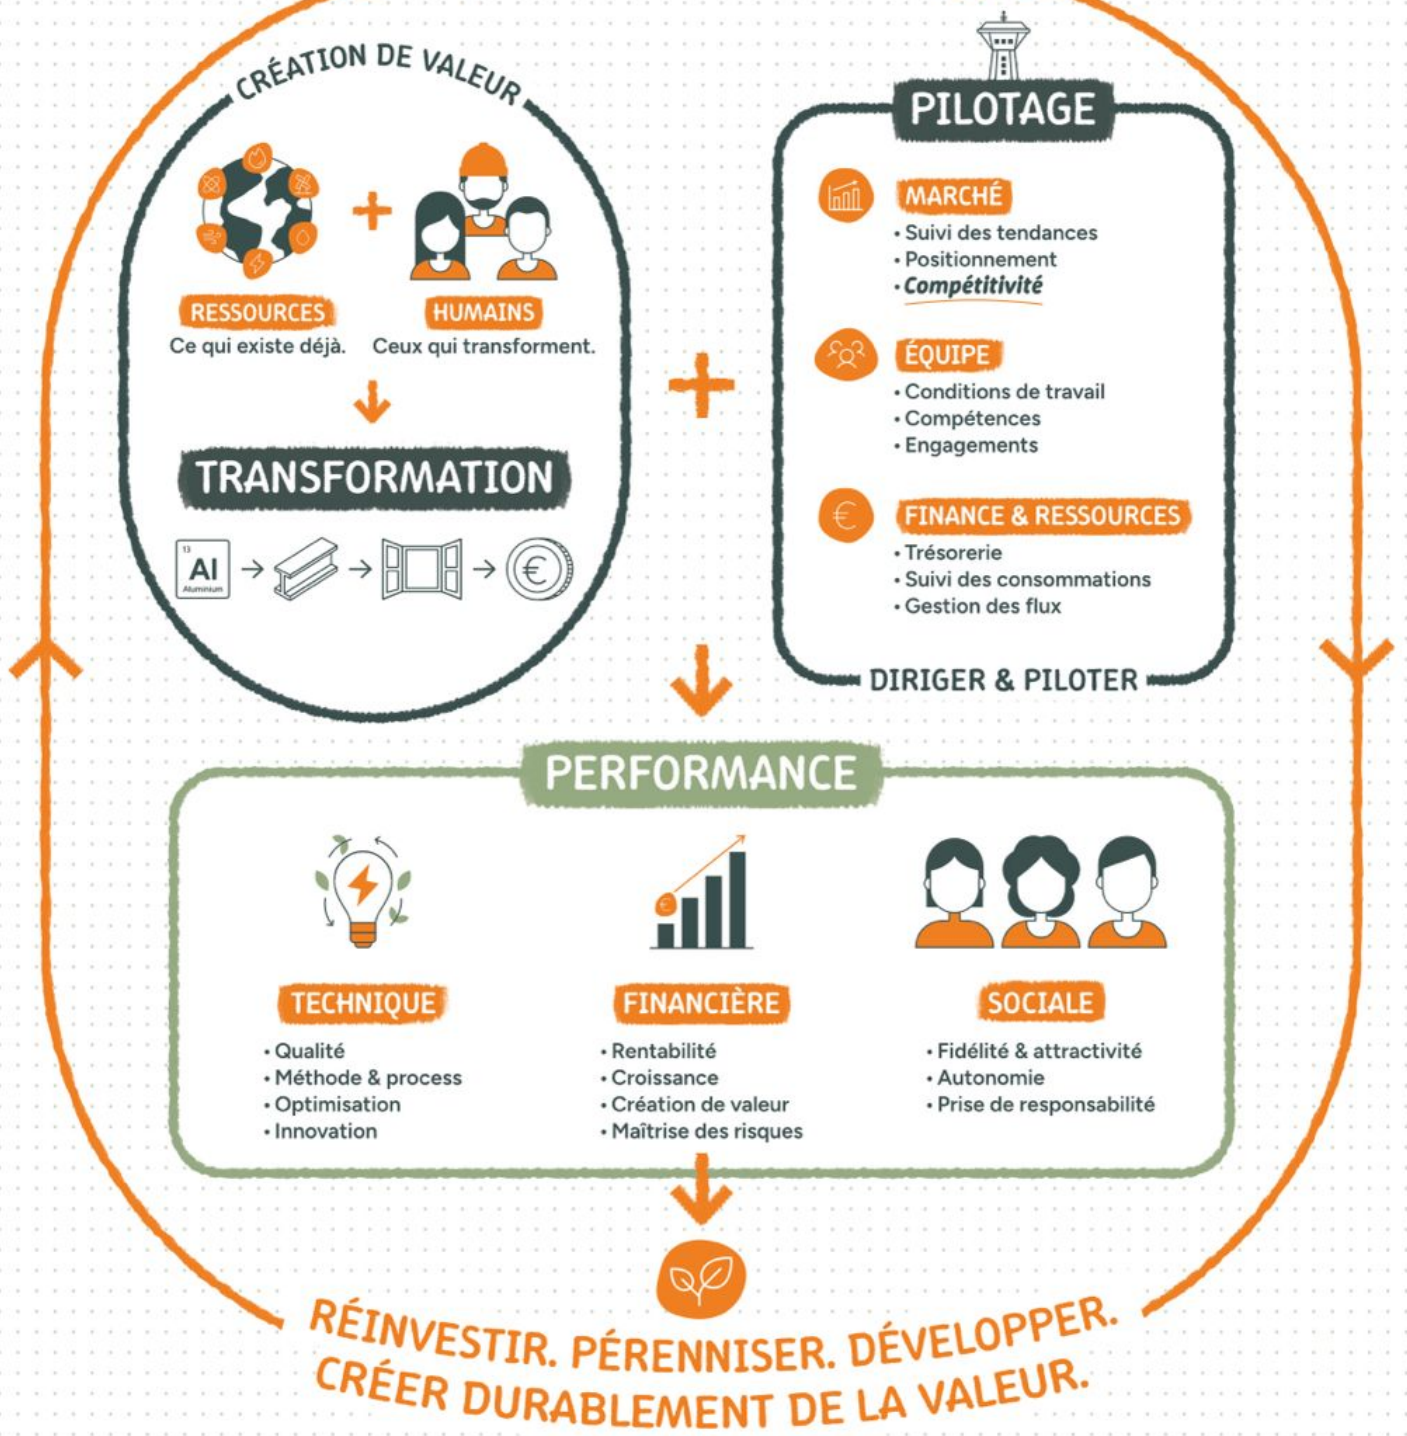 CRÉATION DE VALEUR
RESSOURCES
Ce qui existe déjà.
HUMAINS
Ceux qui transforment.
TRANSFORMATION
13
Al
Aluminium
€
PILOTAGE
MARCHÉ
• Suivi des tendances
• Positionnement
• Compétitivité
ÉQUIPE
• Conditions de travail
• Compétences
• Engagements
€
FINANCE & RESSOURCES
• Trésorerie
• Suivi des consommations
• Gestion des flux
DIRIGER & PILOTER
PERFORMANCE
TECHNIQUE
• Qualité
• Méthode & process
• Optimisation
• Innovation
€
FINANCIÈRE
• Rentabilité
• Croissance
• Création de valeur
• Maîtrise des risques
SOCIALE
• Fidélité & attractivité
• Autonomie
• Prise de responsabilité
RÉINVESTIR. PÉRENNISER. DÉVELOPPER.
CRÉER DURABLEMENT DE LA VALEUR.